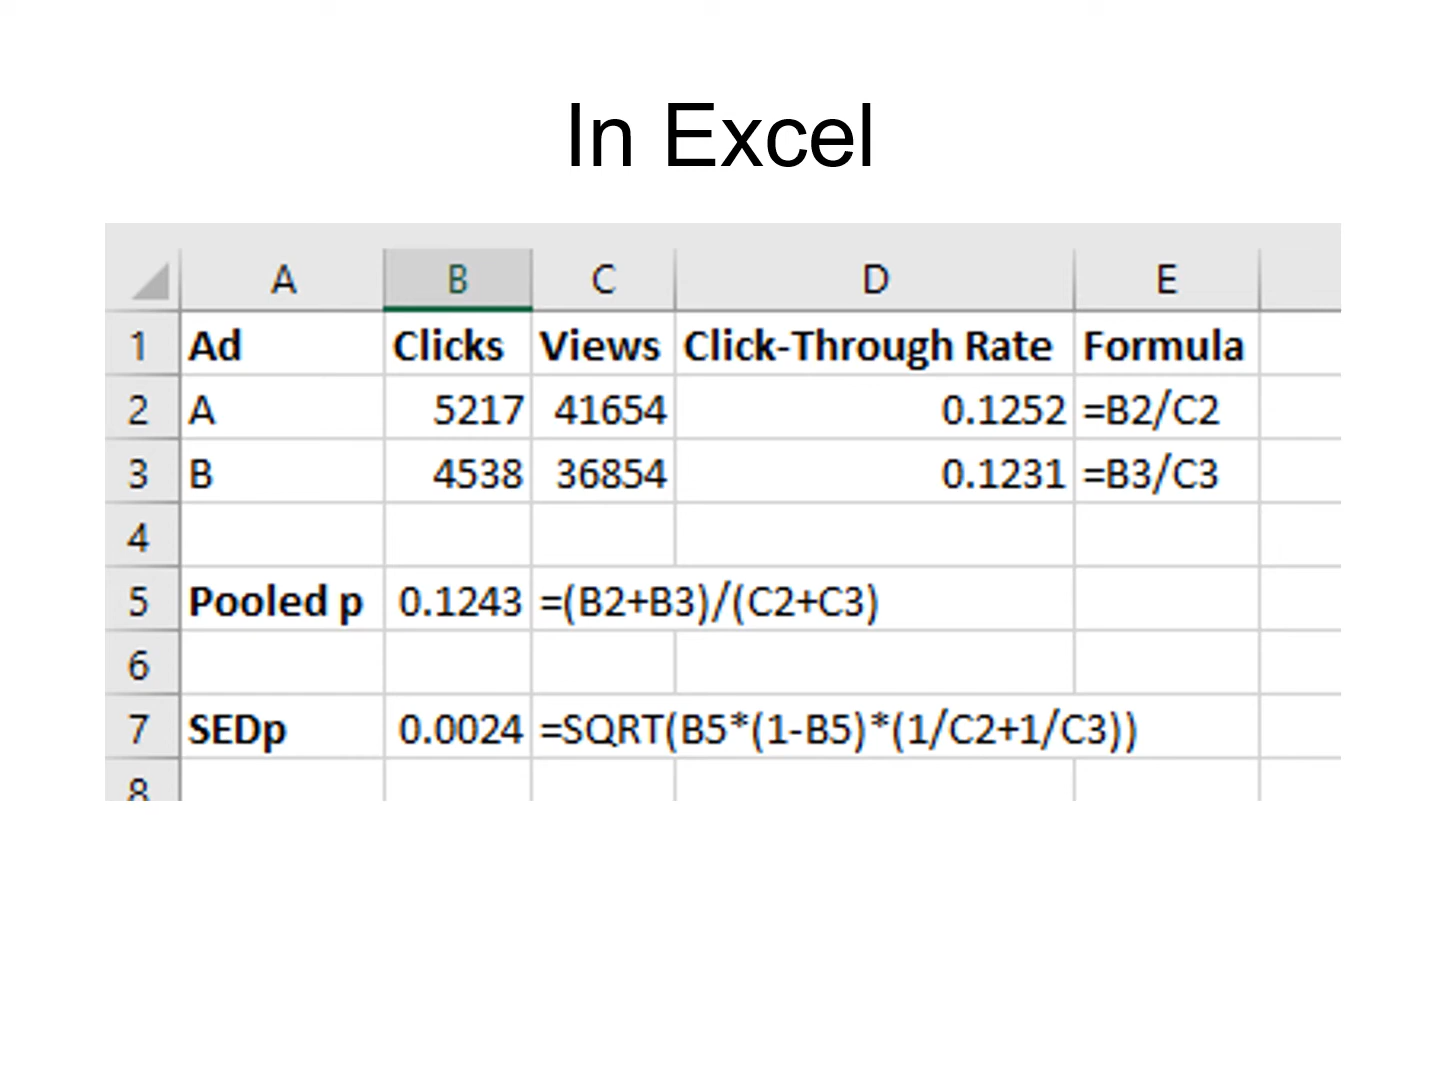 In Excel
A B C D E
1 Ad Clicks Views Click-Through Rate Formula
2 A 5217 41654 0.1252 =B2/C2
3 B 4538 36854 0.1231 =B3/C3
4
5 Pooled p 0.1243 =(B2+B3)/(C2+C3)
6
7 SEDp 0.0024 =SQRT(B5*(1-B5)*(1/C2+1/C3))
8